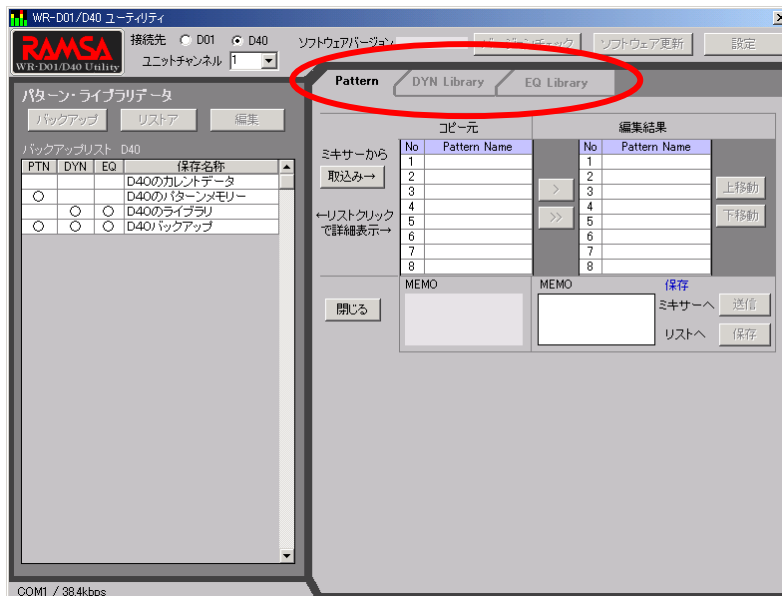 WR-D01/D40 ユーティリティ
RAMSA
WR-D01/D40 Utility
接続先 D01 D40
ユニットチャンネル 1
ソフトウェアバージョン
バージョンチェック
ソフトウェア更新
設定
パターン・ライブラリデータ
バックアップ
リストア
編集
バックアップリスト D40
PTN DYN EQ 保存名称
D40のカレントデータ
○ D40のパターンメモリー
○ ○ D40のライブラリ
○ ○ ○ D40バックアップ
COM1 / 38.4kbps
Pattern
DYN Library
EQ Library
コピー元
編集結果
ミキサーから
取込み→
←リストクリック
で詳細表示→
閉じる
No Pattern Name
1
2
3
4
5
6
7
8
MEMO
>
>>
No Pattern Name
1
2
3
4
5
6
7
8
上移動
下移動
MEMO
保存
ミキサーへ 送信
リストへ 保存